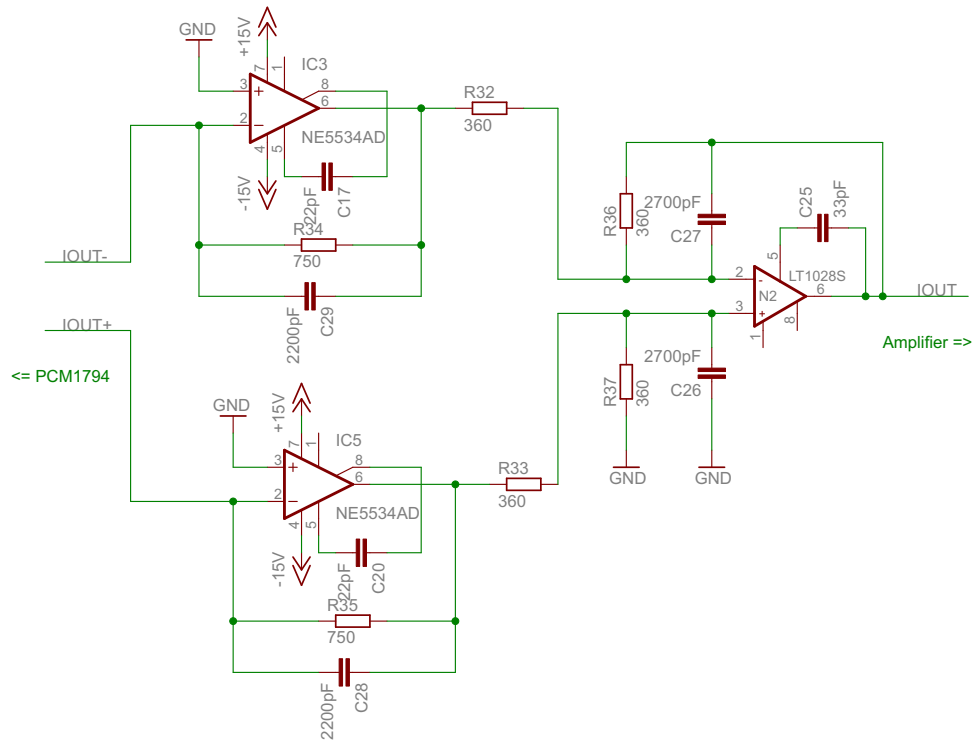 GND
+15V
7
1
IC3
3
+
8
6
2
−
NE5534AD
4
5
-15V
22pF
C17
R34
750
2200pF
C29
R32
360
IOUT-
IOUT+
<= PCM1794
R36
360
2700pF
C27
C25
33pF
5
LT1028S
2
-
N2
6
3
+
1
8
IOUT
Amplifier =>
R37
360
2700pF
C26
GND
GND
GND
+15V
7
1
IC5
3
+
8
6
2
−
NE5534AD
4
5
-15V
22pF
C20
R35
750
2200pF
C28
R33
360